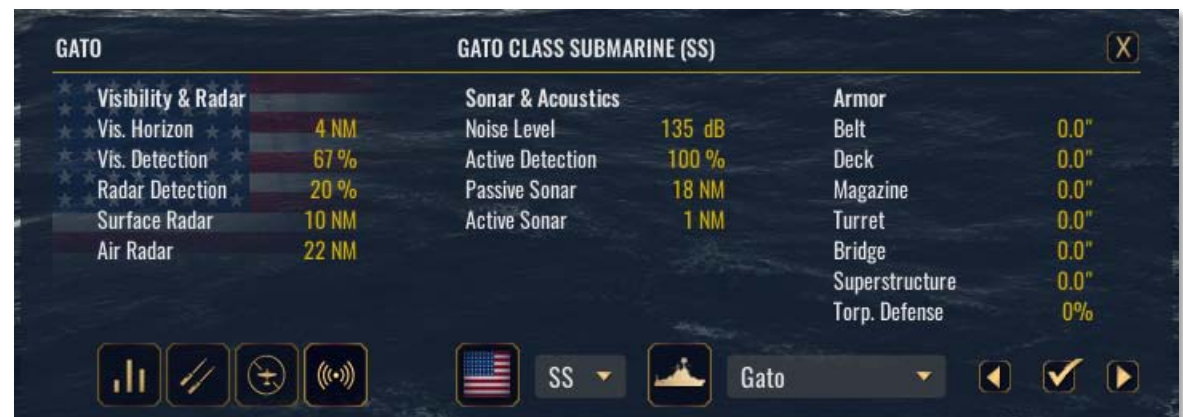 GATO
GATO CLASS SUBMARINE (SS)
X
Visibility & Radar
Vis. Horizon 4 NM
Vis. Detection 67 %
Radar Detection 20 %
Surface Radar 10 NM
Air Radar 22 NM
Sonar & Acoustics
Noise Level 135 dB
Active Detection 100 %
Passive Sonar 18 NM
Active Sonar 1 NM
Armor
Belt 0.0"
Deck 0.0"
Magazine 0.0"
Turret 0.0"
Bridge 0.0"
Superstructure 0.0"
Torp. Defense 0%
SS
Gato